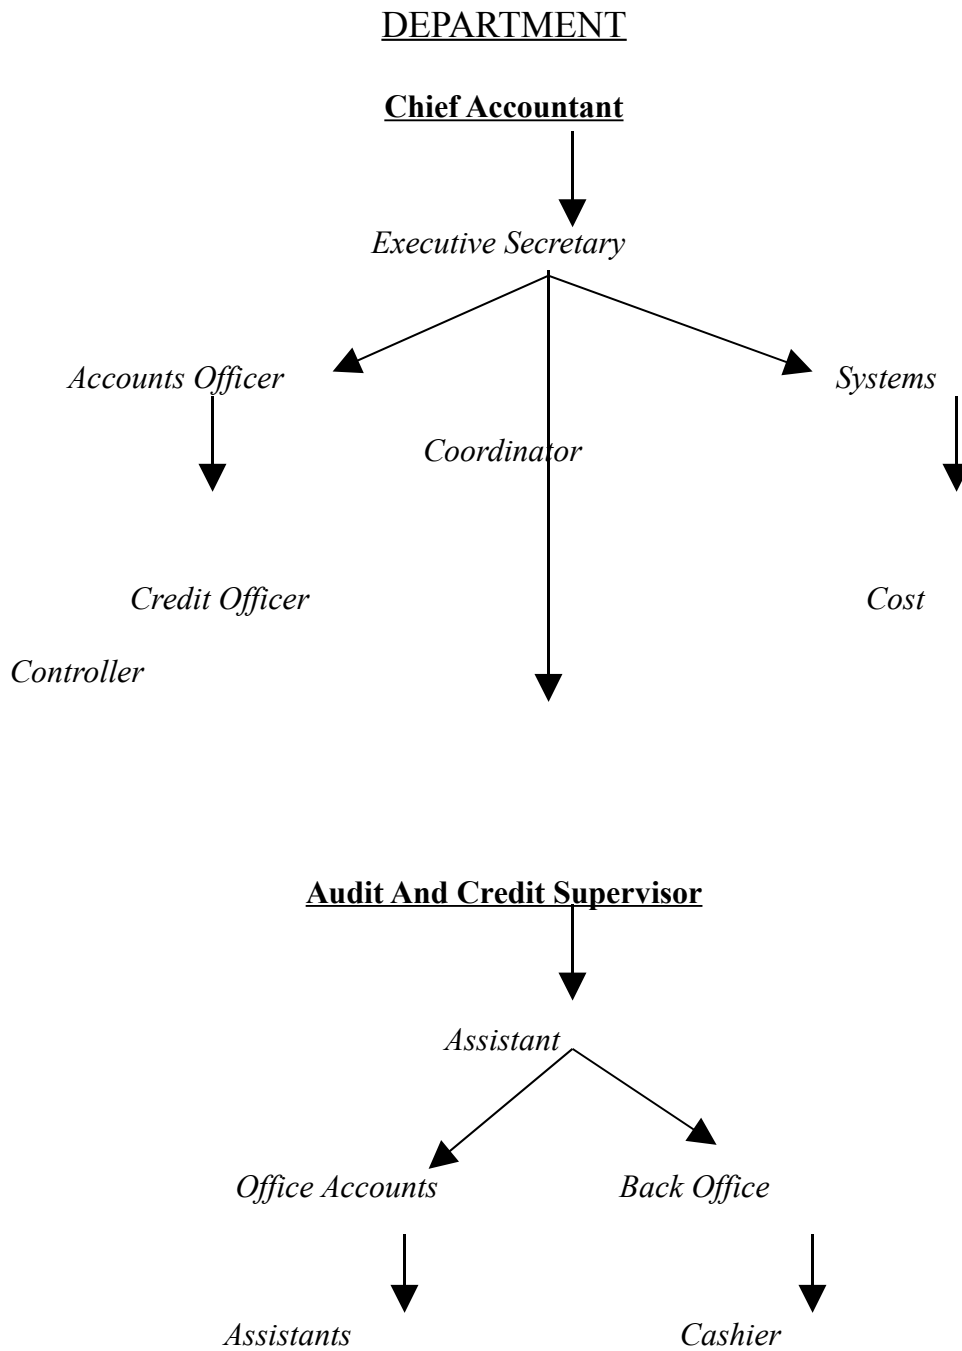 DEPARTMENT
Chief Accountant
Executive Secretary
Accounts Officer Systems
Coordinator
Credit Officer Cost
Controller
Audit And Credit Supervisor
Assistant
Office Accounts Back Office
Assistants Cashier